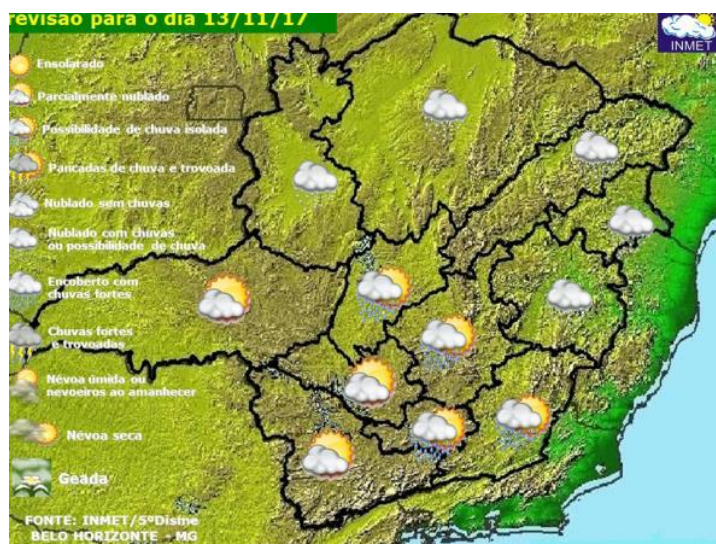 revisão para o dia 13/11/17
INMET
Ensolarado
Parcialmente nublado
Possibilidade de chuva isolada
Pancadas de chuva e trovoada
Nublado sem chuvas
Nublado com chuvas
ou possibilidade de chuva
Encoberto com
chuvas fortes
Chuvas fortes
e trovoadas
Névoa úmida ou
nevoeiros ao amanhecer
Névoa seca
Geada
FONTE: INMET/5ºDisme
BELO HORIZONTE - MG